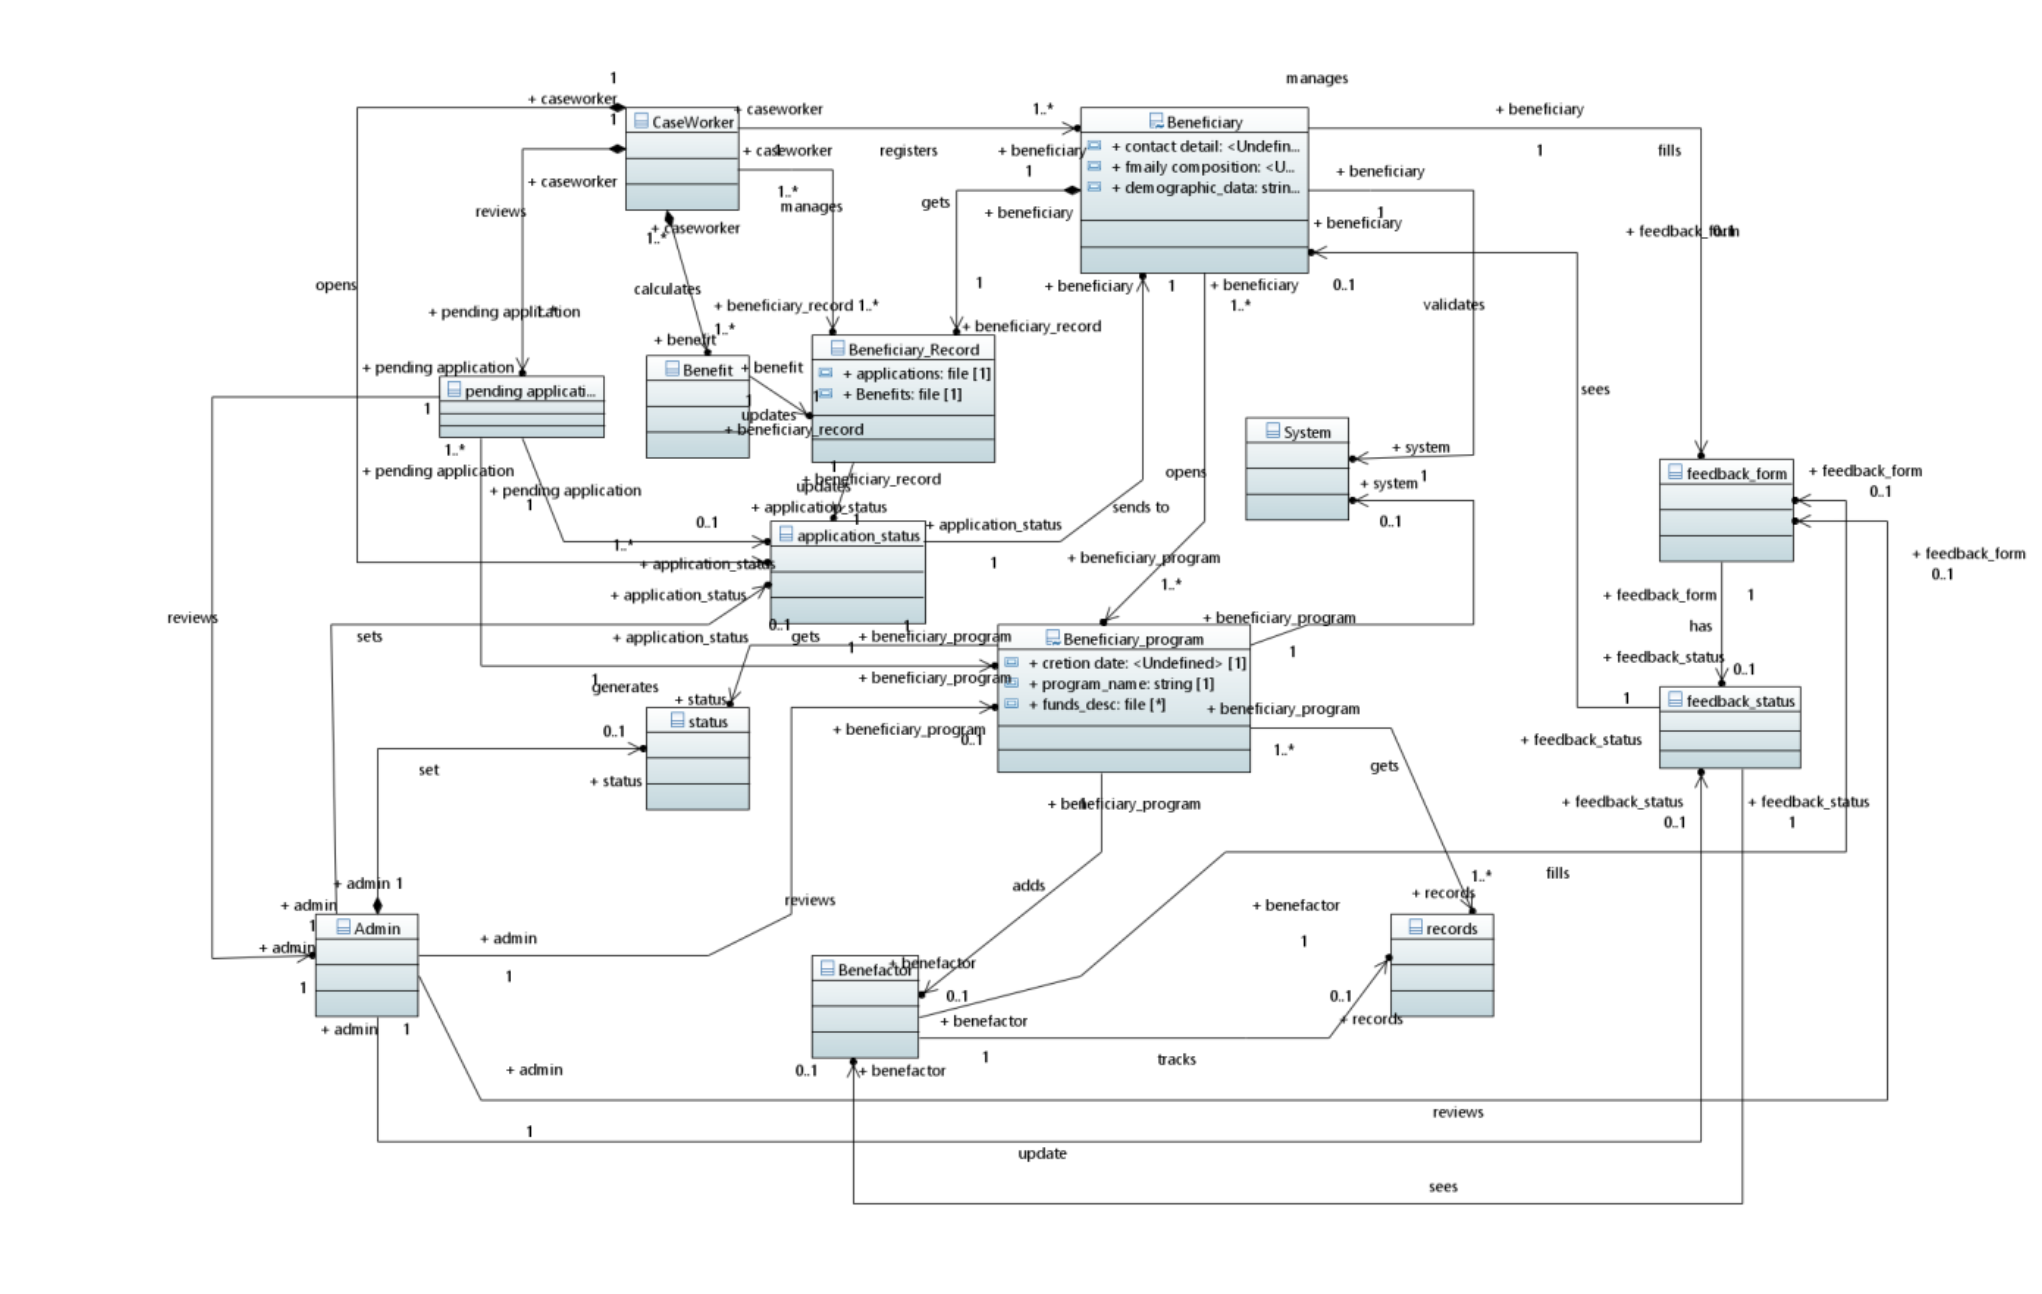 1
manages
+ caseworker
+ caseworker
1..*
+ beneficiary
1
CaseWorker
Beneficiary
+ caseworker
1
registers
+ beneficiary
+ contact detail: <Undefin...
1
fills
+ fmaily composition: <U...
1
+ beneficiary
+ caseworker
+ demographic_data: strin...
1..*
manages
gets
reviews
+ beneficiary
1
+ beneficiary
+ caseworker
1..*
+ feedback_form
0..1
opens
calculates
1
+ beneficiary
1
+ beneficiary
0..1
+ beneficiary_record 1..*
1..*
validates
+ pending application
1..*
1..*
+ beneficiary_record
+ benefit
Beneficiary_Record
+ pending application
Benefit
+ benefit
+ applications: file [1]
pending applicati...
+ Benefits: file [1]
sees
1
1
1
updates
+ beneficiary_record
System
1..*
+ system
+ pending application
1
opens
1
feedback_form
+ feedback_form
+ beneficiary_record
updates
+ system
0..1
+ pending application
1
+ application_status
sends to
0..1
1
+ application_status
0..1
application_status
1..*
+ application_status
1
+ beneficiary_program
+ feedback_form
0..1
1..*
+ application_status
+ feedback_form
1
reviews
0..1
1
+ beneficiary_program
has
sets
+ application_status
gets
1
+ beneficiary_program
Beneficiary_program
1
+ feedback_status
+ cretion date: <Undefined> [1]
0..1
1
generates
+ beneficiary_program
+ program_name: string [1]
+ status
+ funds_desc: file [*]
+ beneficiary_program
1
feedback_status
status
0..1
+ beneficiary_program
0..1
1..*
+ feedback_status
set
gets
+ status
+ beneficiary_program
1
+ feedback_status
+ feedback_status
0..1
1
+ admin 1
adds
fills
1..*
+ records
+ admin
reviews
+ benefactor
1
Admin
records
+ admin
+ admin
1
1
1
Benefactor
+ benefactor
0..1
0..1
+ admin
1
+ benefactor
+ records
1
tracks
+ admin
0..1
+ benefactor
reviews
1
update
sees